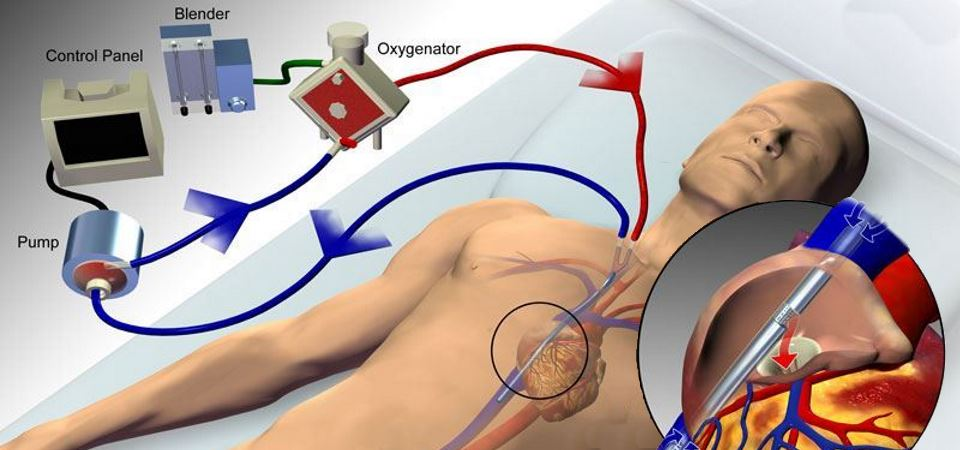 Blender
Control Panel
Oxygenator
Pump